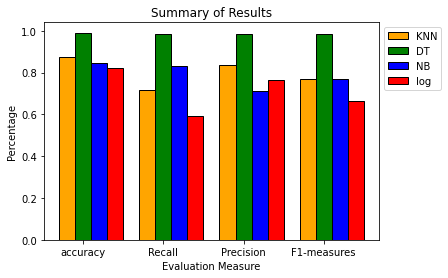 Summary of Results
1.0
0.8
0.6
0.4
0.2
0.0
Percentage
accuracy
Recall
Precision
F1-measures
Evaluation Measure
KNN
DT
NB
log